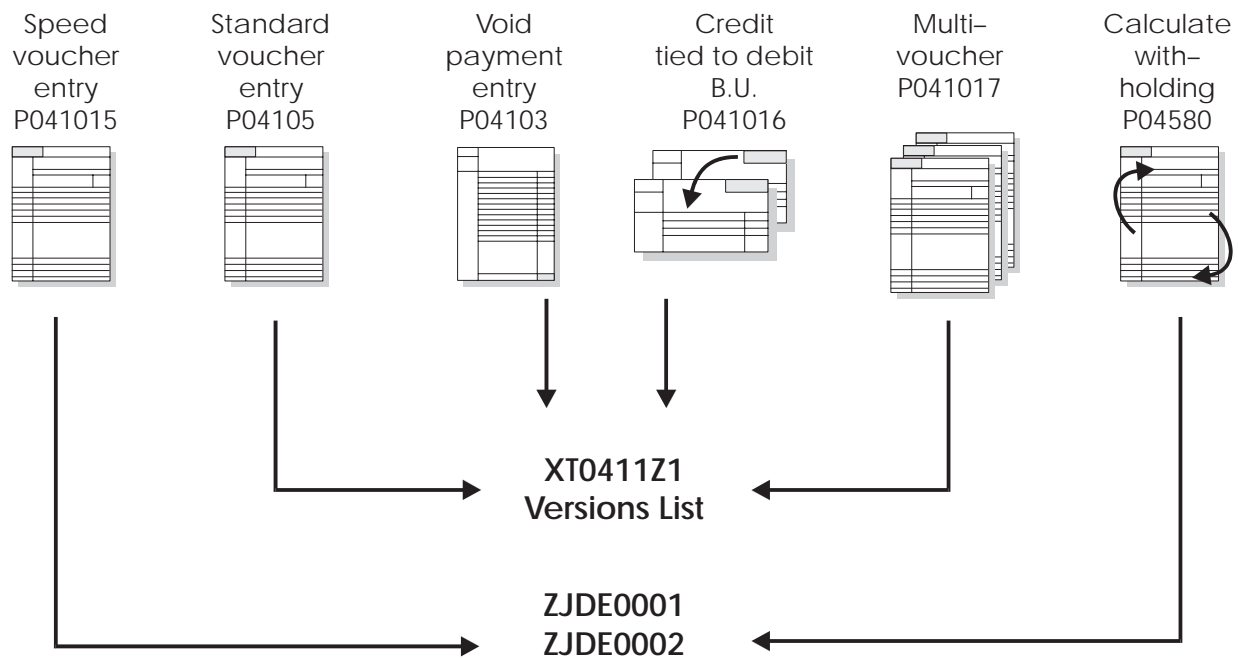 Speed
voucher
entry
P041015
Standard
voucher
entry
P04105
Void
payment
entry
P04103
Credit
tied to debit
B.U.
P041016
Multi–
voucher
P041017
Calculate
with–
holding
P04580
XT0411Z1
Versions List
ZJDE0001
ZJDE0002